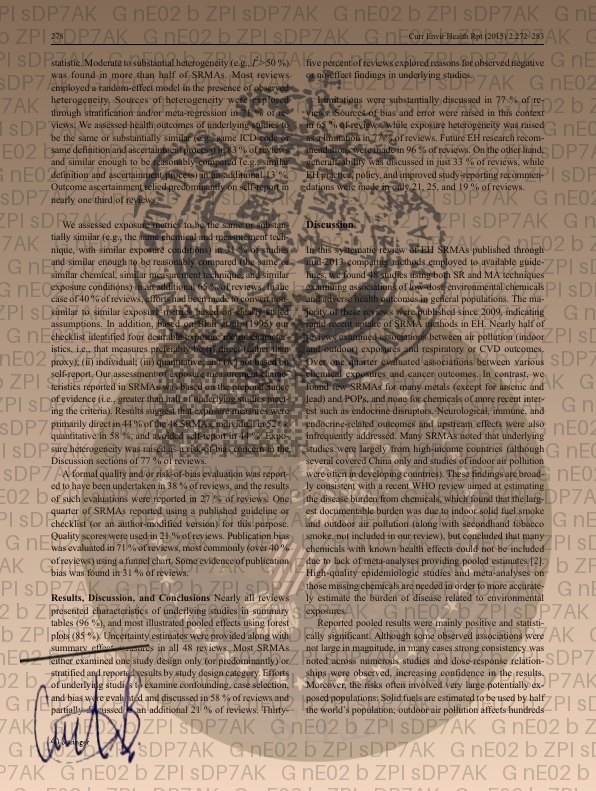 278
Curr Envir Health Rpt (2015) 2:272–283
statistic. Moderate to substantial heterogeneity (e.g., I²>50 %)
was found in more than half of SRMAs. Most reviews
employed a random-effect model in the presence of observed
heterogeneity. Sources of heterogeneity were explored
through stratification and/or meta-regression in % of re-
views. We assessed health outcomes of underlying studies to
be the same or substantially similar (e.g., same ICD code or
same definition and ascertainment process) in 83 % of reviews
and similar enough to be reasonably compared (e.g., similar
definition and ascertainment process) in an additional 13 %.
Outcome ascertainment relied predominantly on self-report in
nearly one third of reviews.
We assessed exposure metrics to be the same or substan-
tially similar (e.g., the same chemical and measurement tech-
nique, with similar exposure conditions) in 31 % of studies
and similar enough to be reasonably compared (the same or
similar chemical, similar measurement technique, and similar
exposure conditions) in an additional 65 % of reviews. In the
case of 40 % of reviews, efforts had been made to convert non-
similar to similar exposure metrics based on clearly stated
assumptions. In addition, based on Blair et al. (1995), our
checklist identified four desirable exposure metric character-
istics, i.e., that measures preferably be (i) direct (rather than
proxy); (ii) individual; (iii) quantitative; and (iv) not based on
self-report. Our assessment of exposure measurement charac-
teristics reported in SRMAs was based on the preponderance
of evidence (i.e., greater than half of underlying studies meet-
ing the criteria). Results suggest that exposure measures were
primarily direct in 44 % of the 48 SRMAs, individual in 52 %,
quantitative in 58 %, and avoided self-report in 44 %. Expo-
sure heterogeneity was raised as a risk-of-bias concern in the
Discussion sections of 77 % of reviews.
A formal quality and/or risk-of-bias evaluation was report-
ed to have been undertaken in 38 % of reviews, and the results
of such evaluations were reported in 27 % of reviews. One
quarter of SRMAs reported using a published guideline or
checklist (or an author-modified version) for this purpose.
Quality scores were used in 21 % of reviews. Publication bias
was evaluated in 71 % of reviews, most commonly (over 40 %
of reviews) using a funnel chart. Some evidence of publication
bias was found in 31 % of reviews.
Results, Discussion, and Conclusions Nearly all reviews
presented characteristics of underlying studies in summary
tables (96 %), and most illustrated pooled effects using forest
plots (85 %). Uncertainty estimates were provided along with
summary effect measures in all 48 reviews. Most SRMAs
either examined one study design only (or predominantly) or
stratified and reported results by study design category. Efforts
of underlying studies to examine confounding, case selection,
and bias were evaluated and discussed in 58 % of reviews and
partially discussed in an additional 21 % of reviews. Thirty-
five percent of reviews explored reasons for observed negative
or no-effect findings in underlying studies.
Limitations were substantially discussed in 77 % of re-
views. Sources of bias and error were raised in this context
in 65 % of reviews, while exposure heterogeneity was raised
as a limitation in 77 % of reviews. Future EH research recom-
mendations were made in 96 % of reviews. On the other hand,
generalizability was discussed in just 33 % of reviews, while
EH practice, policy, and improved study-reporting recommen-
dations were made in only 21, 25, and 19 % of reviews.
Discussion
In this systematic review of EH SRMAs published through
mid-2013 comparing methods employed to available guide-
lines, we found 48 studies using both SR and MA techniques
examining associations of low-dose environmental chemicals
and adverse health outcomes in general populations. The ma-
jority of these reviews were published since 2009, indicating
rapid recent uptake of SRMA methods in EH. Nearly half of
reviews examined associations between air pollution (indoor
and outdoor) exposures and respiratory or CVD outcomes.
Over one quarter explored associations between various
chemical exposures and cancer outcomes. In contrast, we
found few SRMAs for many metals (except for arsenic and
lead) and POPs, and none for chemicals of more recent inter-
est such as endocrine disruptors. Neurological, immune, and
endocrine-related outcomes and upstream effects were also
infrequently addressed. Many SRMAs noted that underlying
studies were largely from high-income countries (although
several covered China only and studies of indoor air pollution
were often in developing countries). These findings are broad-
ly consistent with a recent WHO review aimed at estimating
the disease burden from chemicals, which found that the larg-
est documentable burden was due to indoor solid fuel smoke
and outdoor air pollution (along with secondhand tobacco
smoke, not included in our review), but concluded that many
chemicals with known health effects could not be included
due to lack of meta-analyses providing pooled estimates [2].
High-quality epidemiologic studies and meta-analyses on
those missing chemicals are needed in order to more accurate-
ly estimate the burden of disease related to environmental
exposures.
Reported pooled results were mainly positive and statisti-
cally significant. Although some observed associations were
not large in magnitude, in many cases strong consistency was
noted across numerous studies and dose-response relation-
ships were observed, increasing confidence in the results.
Moreover, the risks often involved very large potentially ex-
posed populations. Solid fuels are estimated to be used by half
the world's population; outdoor air pollution affects hundreds
Springer
G nE02 b ZPI sDP7AK